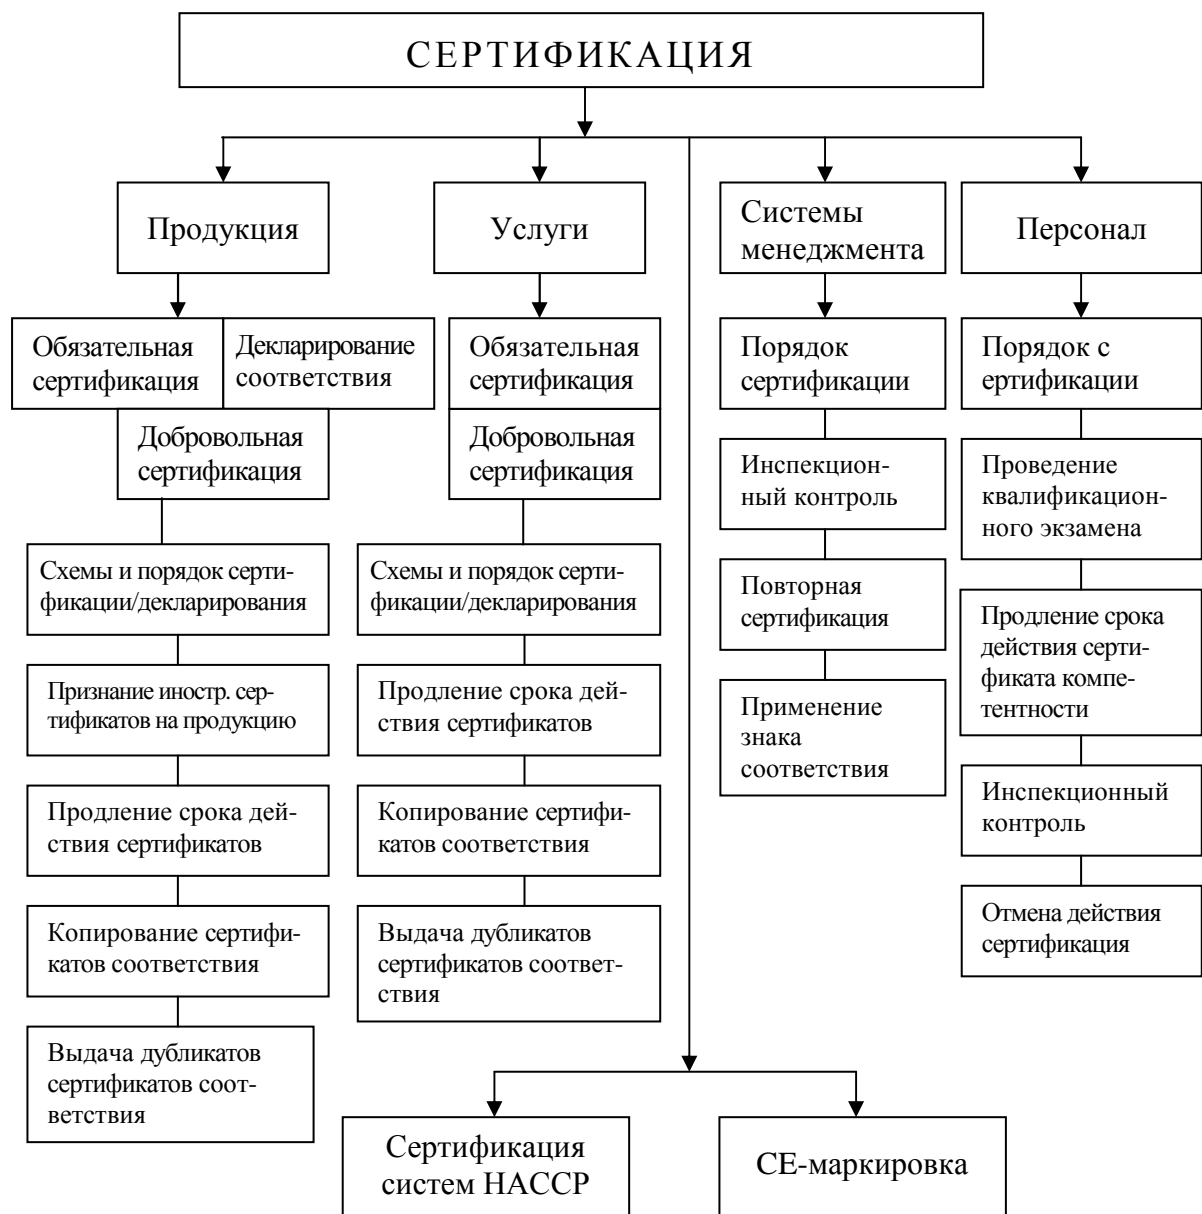 СЕРТИФИКАЦИЯ
Продукция
Услуги
Системы
менеджмента
Персонал
Обязательная
сертификация
Декларирование
соответствия
Добровольная
сертификация
Обязательная
сертификация
Добровольная
сертификация
Порядок
сертификации
Порядок с
ертификации
Схемы и порядок серти-
фикации/декларирования
Признание иностр. сер-
тификатов на продукцию
Продление срока дей-
ствия сертификатов
Копирование сертифи-
катов соответствия
Выдача дубликатов
сертификатов соот-
ветствия
Схемы и порядок серти-
фикации/декларирования
Продление срока дей-
ствия сертификатов
Копирование сертифи-
катов соответствия
Выдача дубликатов
сертификатов соответ-
ствия
Инспекцион-
ный контроль
Повторная
сертификация
Применение
знака
соответствия
Проведение
квалификацион-
ного экзамена
Продление срока
действия серти-
фиката компе-
тентности
Инспекционный
контроль
Отмена действия
сертификация
Сертификация
систем НАССР
СЕ-маркировка